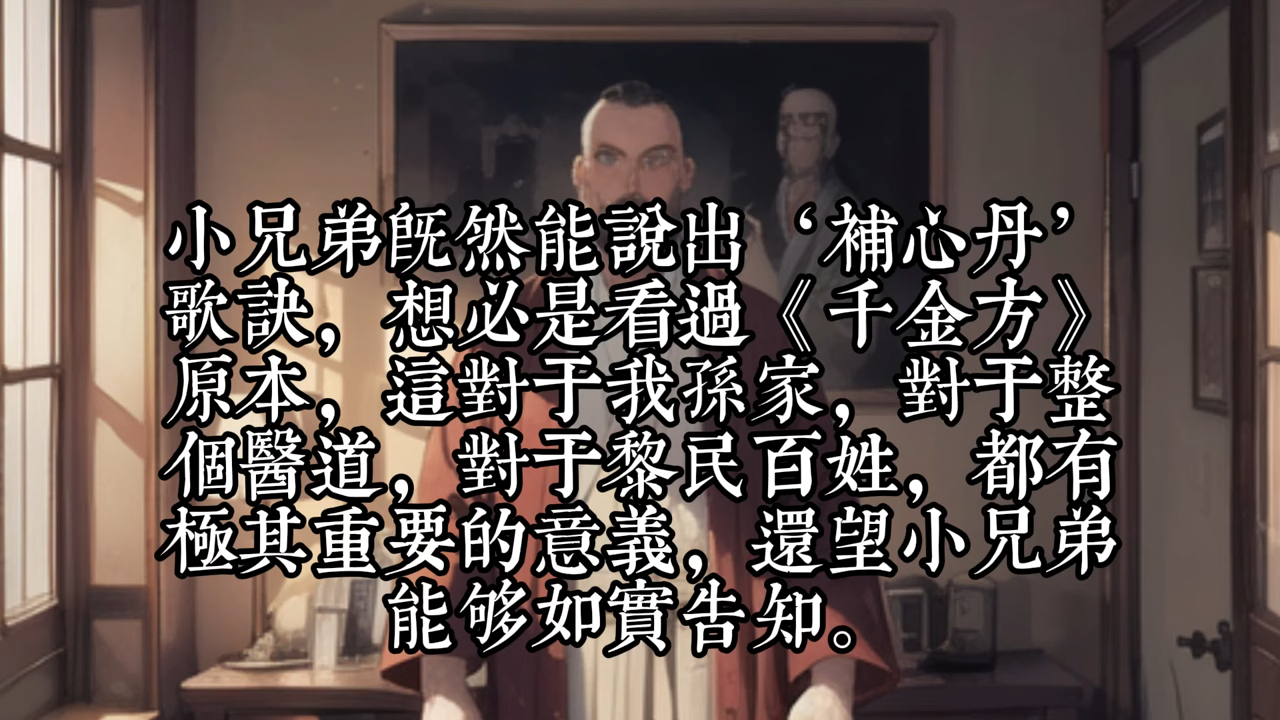 小兄弟既然能說出‘補心丹’
歌訣，想必是看過《千金方》
原本，這對于我孫家，對于整
個醫道，對于黎民百姓，都有
極其重要的意義，還望小兄弟
能够如實告知。